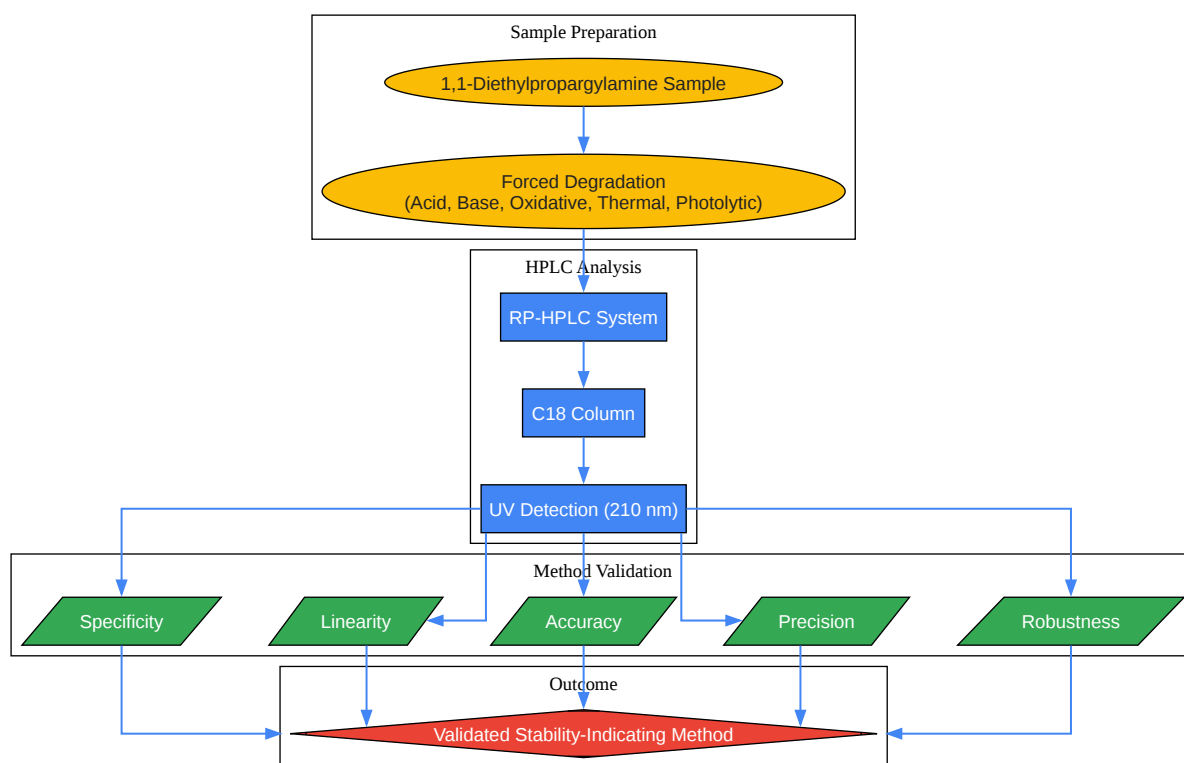 Sample Preparation
1,1-Diethylpropargylamine Sample
Forced Degradation
(Acid, Base, Oxidative, Thermal, Photolytic)
HPLC Analysis
RP-HPLC System
C18 Column
UV Detection (210 nm)
Method Validation
Specificity
Linearity
Accuracy
Precision
Robustness
Outcome
Validated Stability-Indicating Method